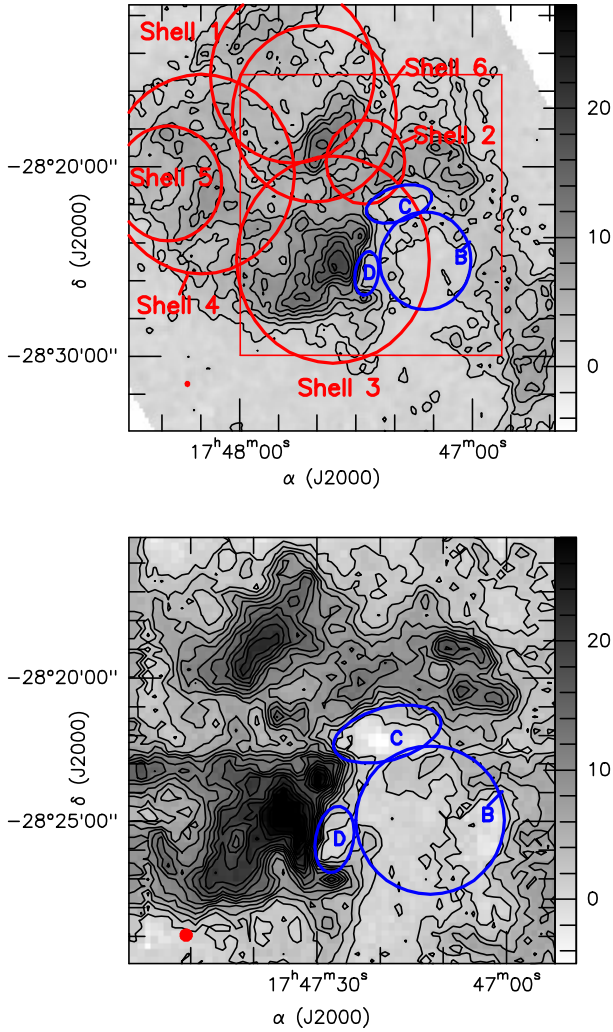 Shell 1
Shell 6
20
Shell 2
−28°20'00''
Shell 5
C
10
B
D
δ (J2000)
Shell 4
−28°30'00''
0
Shell 3
17ʰ48ᵐ00ˢ
47ᵐ00ˢ
α (J2000)
20
−28°20'00''
C
10
δ (J2000)
B
−28°25'00''
D
0
17ʰ47ᵐ30ˢ
47ᵐ00ˢ
α (J2000)